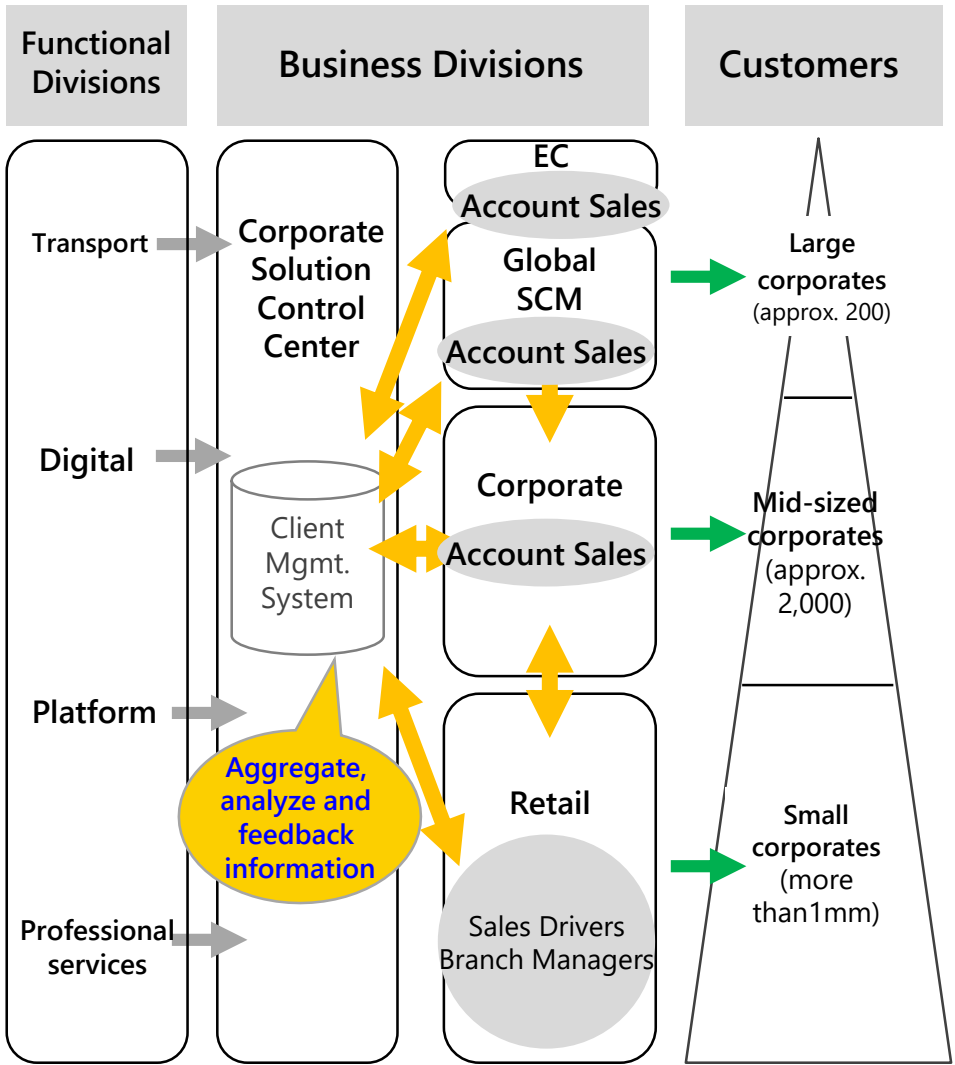 Functional
Divisions
Business Divisions
Customers
Transport
Digital
Platform
Professional
services
Corporate
Solution
Control
Center
Client
Mgmt.
System
Aggregate,
analyze and
feedback
information
EC
Account Sales
Global
SCM
Account Sales
Corporate
Account Sales
Retail
Sales Drivers
Branch Managers
Large
corporates
(approx. 200)
Mid-sized
corporates
(approx.
2,000)
Small
corporates
(more
than1mm)